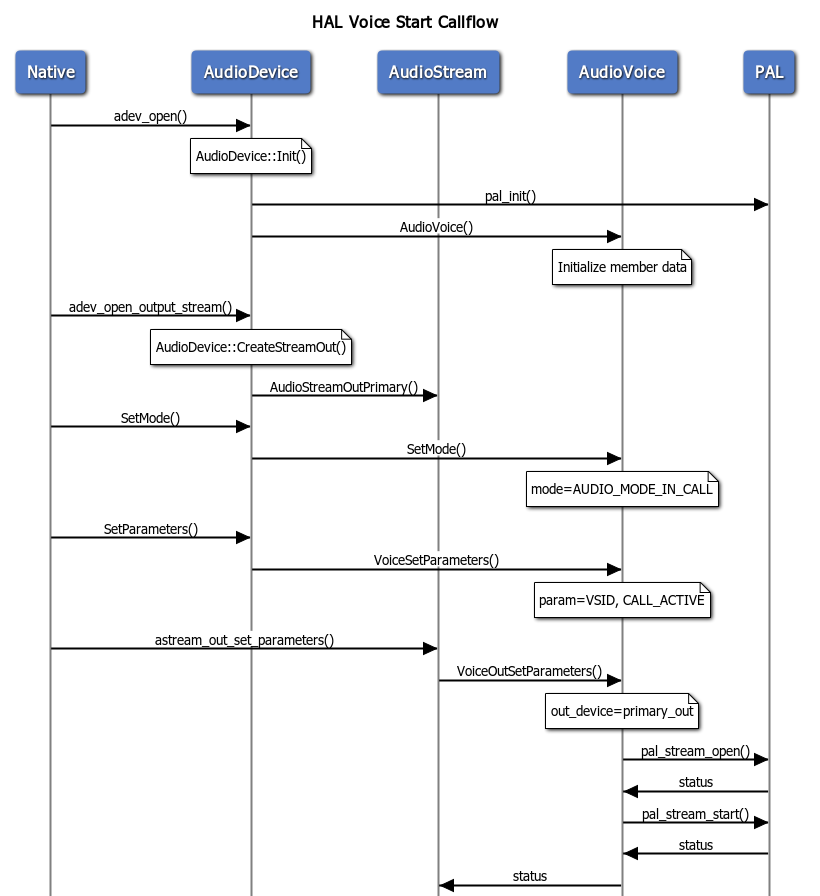 HAL Voice Start Callflow
Native
AudioDevice
AudioStream
AudioVoice
PAL
adev_open()
AudioDevice::Init()
pal_init()
AudioVoice()
Initialize member data
adev_open_output_stream()
AudioDevice::CreateStreamOut()
AudioStreamOutPrimary()
SetMode()
SetMode()
mode=AUDIO_MODE_IN_CALL
SetParameters()
VoiceSetParameters()
param=VSID, CALL_ACTIVE
astream_out_set_parameters()
VoiceOutSetParameters()
out_device=primary_out
pal_stream_open()
status
pal_stream_start()
status
status